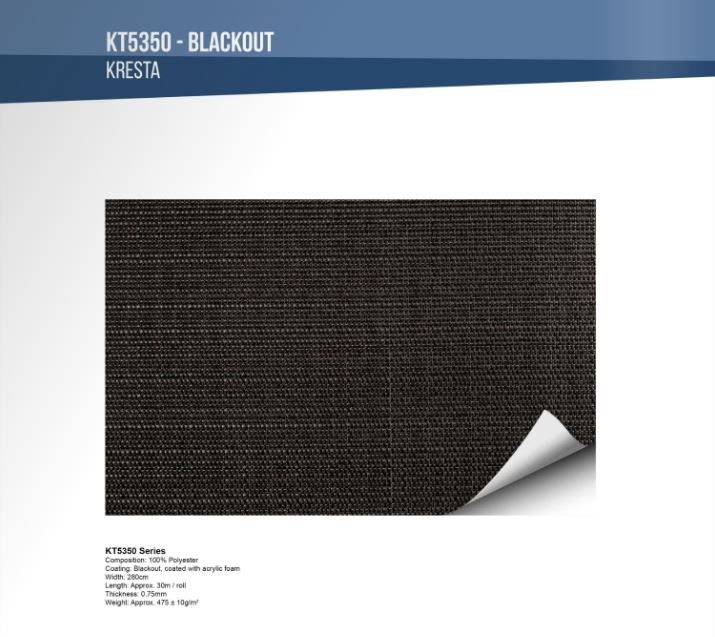 KT5350 - BLACKOUT
KRESTA
KT5350 Series
Composition: 100% Polyester
Coating: Blackout, coated with acrylic foam
Width: 280cm
Length: Approx. 30m / roll
Thickness: 0.75mm
Weight: Approx. 475 ± 10g/m²